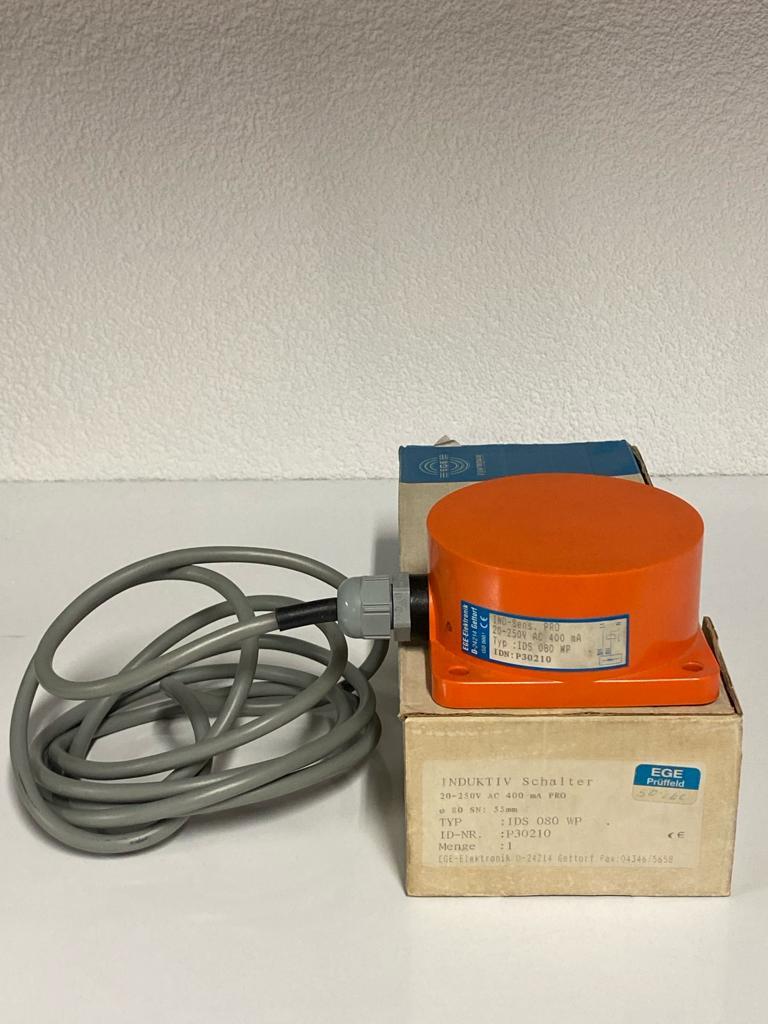 EGE
EGE-Elektronik
D-24214 Gettorf
CE
IND-Sens. PRO
20-250V AC 400 mA
Typ :IDS 080 WP
IDN:P30210
INDUKTIV Schalter
20-250V AC 400 mA PRO
ø 80 SN: 55mm
TYP :IDS 080 WP
ID-NR. :P30210
Menge :1
CE
EGE-Elektronik D-24214 Gettorf Fax:04346/5658
EGE
Prüffeld